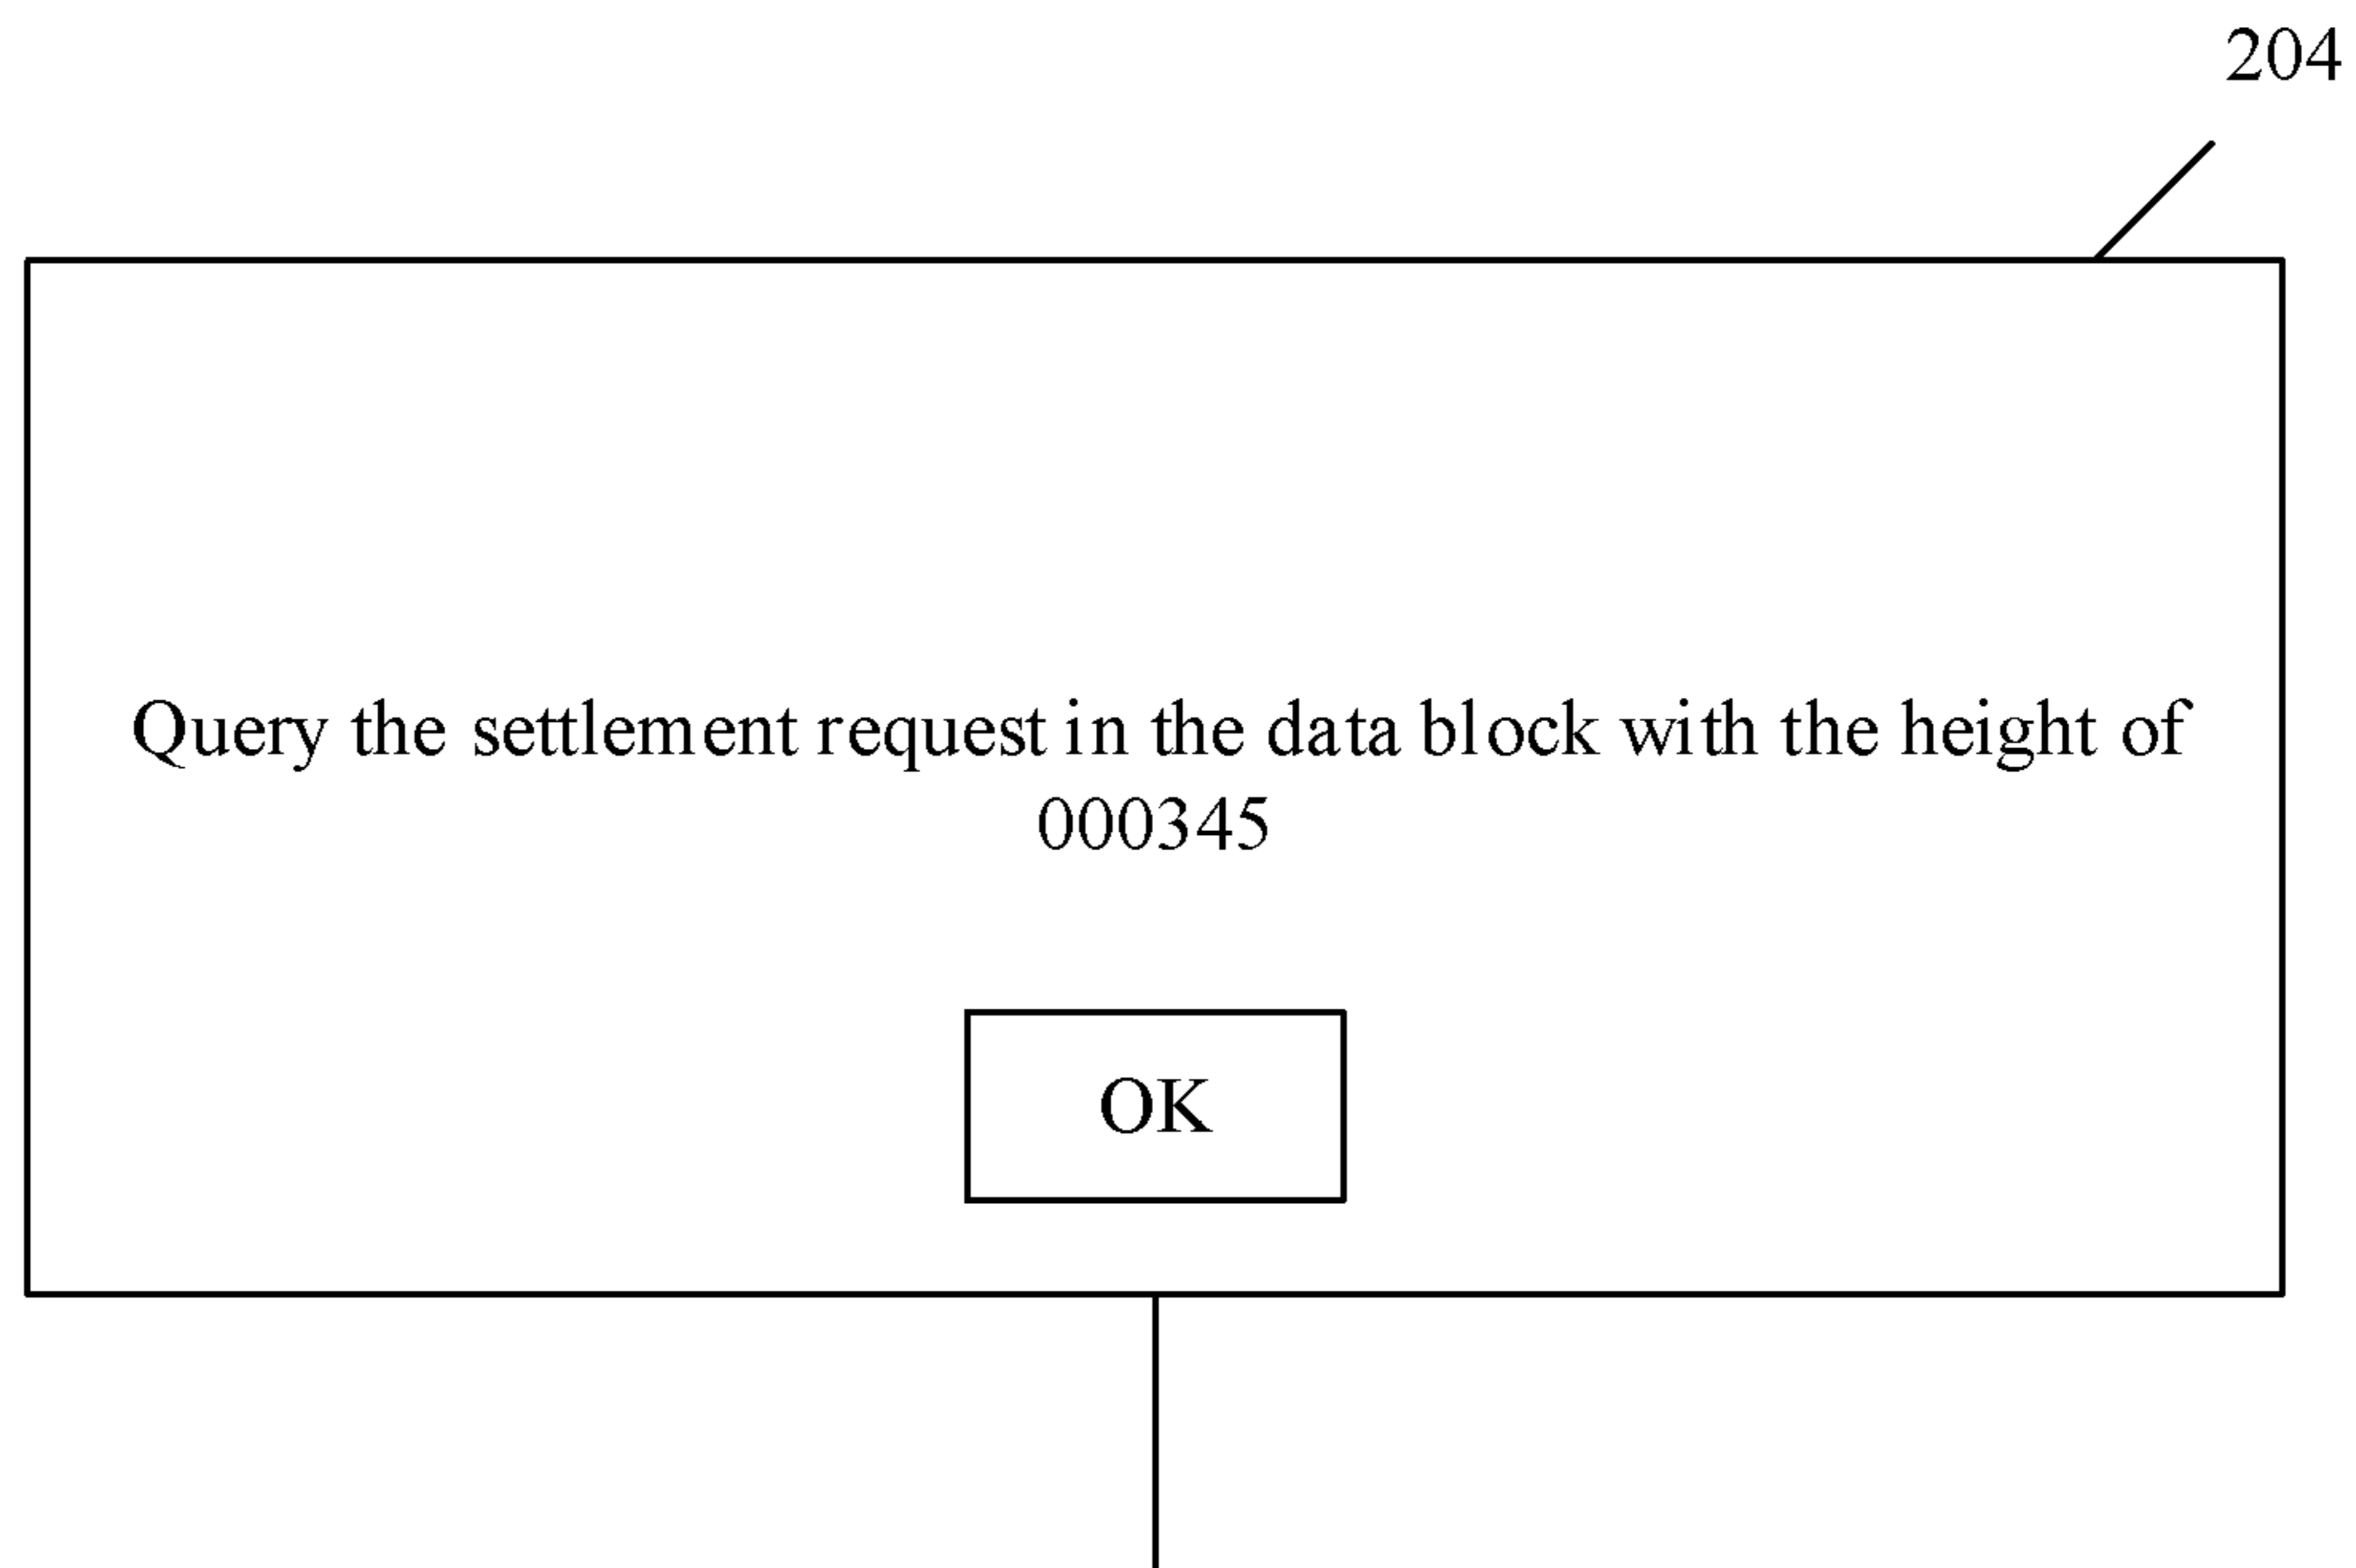 204
Query the settlement request in the data block with the height of
000345
OK